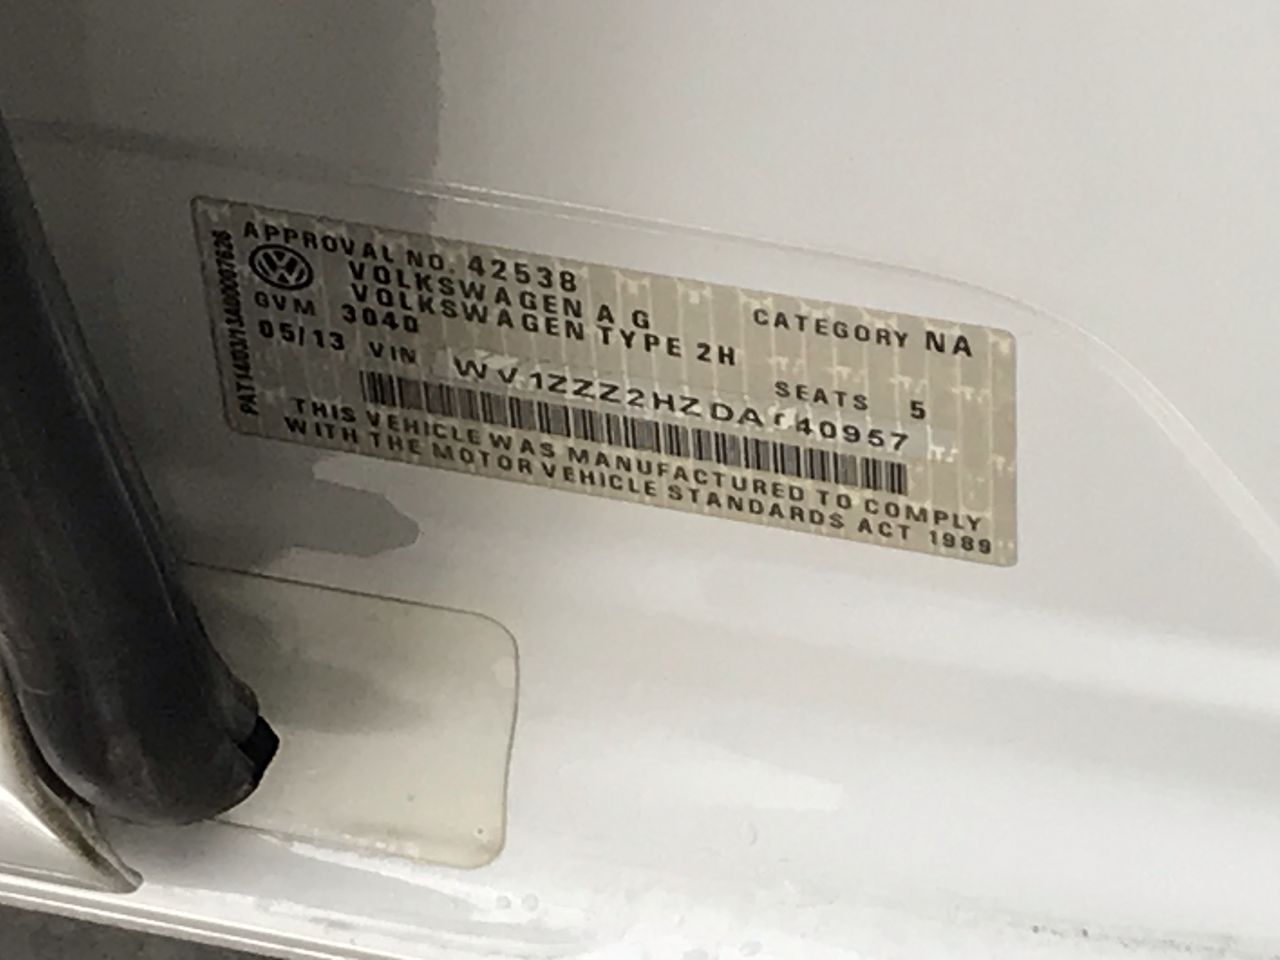 APPROVAL NO. 42538 CATEGORY NA
VOLKSWAGEN A G
VOLKSWAGEN TYPE 2H
GVM 3040 SEATS 5
05/13 VIN
THIS VEHICLE WAS MANUFACTURED TO COMPLY
WITH THE MOTOR VEHICLE STANDARDS ACT 1989